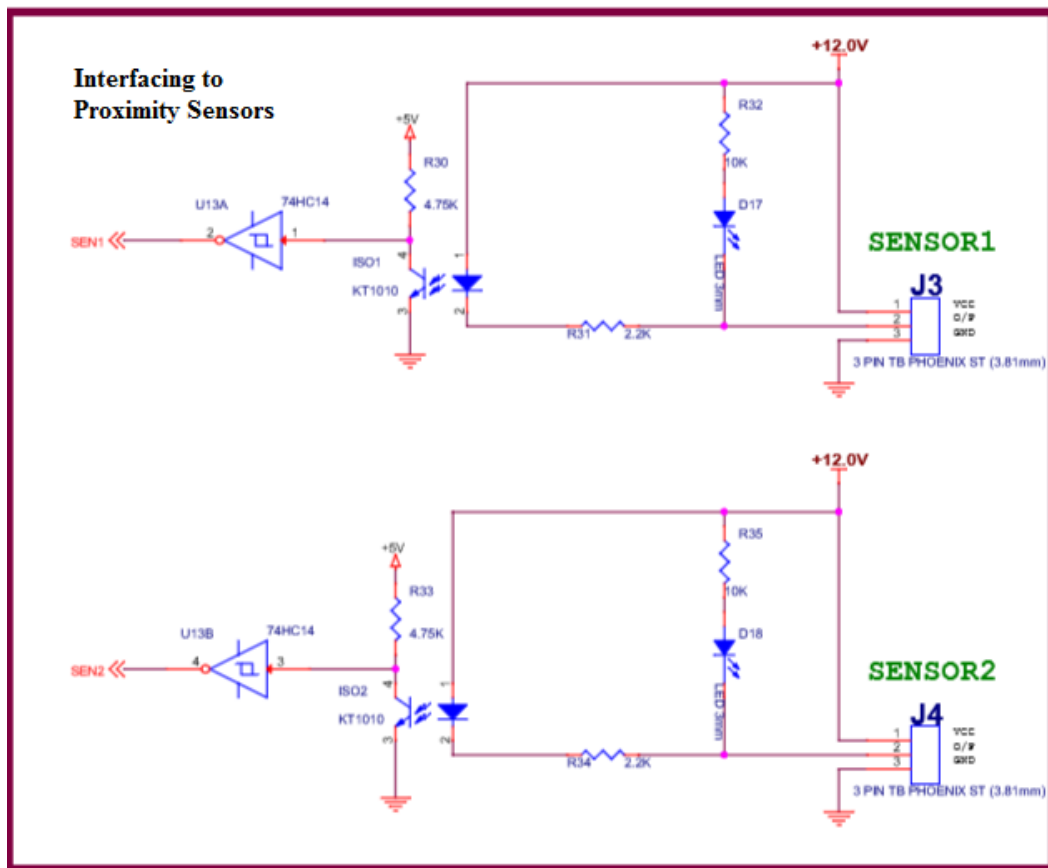 Interfacing to
Proximity Sensors
+12.0V
R32
10K
D17
LED 3mm
+5V
R30
4.75K
U13A
74HC14
SEN1
2
1
4
ISO1
KT1010
3
1
2
R31
2.2K
SENSOR1
J3
1
VCC
2
O/P
3
GND
3 PIN TB PHOENIX ST (3.81mm)
+12.0V
R35
10K
D18
LED 3mm
+5V
R33
4.75K
U13B
74HC14
SEN2
4
3
4
ISO2
KT1010
3
1
2
R34
2.2K
SENSOR2
J4
1
VCC
2
O/P
3
GND
3 PIN TB PHOENIX ST (3.81mm)